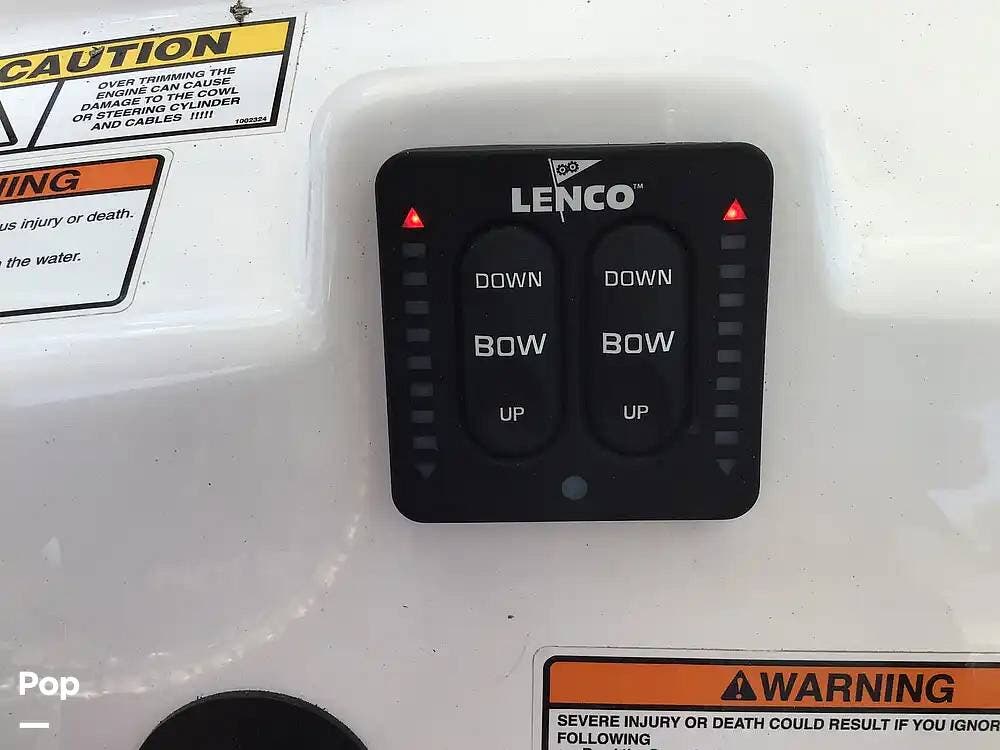 CAUTION
OVER TRIMMING THE
ENGINE CAN CAUSE
DAMAGE TO THE COWL
OR STEERING CYLINDER
AND CABLES !!!!!
1002324
NING
us injury or death.
the water.
LENCO™
DOWN
BOW
UP
DOWN
BOW
UP
Pop
WARNING
SEVERE INJURY OR DEATH COULD RESULT IF YOU IGNOR
FOLLOWING